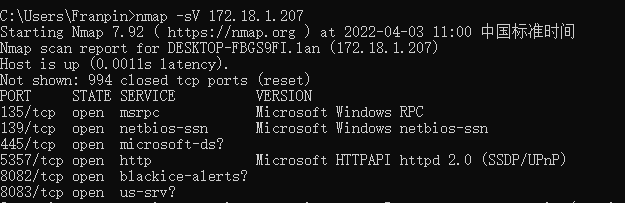 C:\Users\Franpin>nmap -sV 172.18.1.207
Starting Nmap 7.92 ( https://nmap.org ) at 2022-04-03 11:00 中国标准时间
Nmap scan report for DESKTOP-FBGS9FI.lan (172.18.1.207)
Host is up (0.0011s latency).
Not shown: 994 closed tcp ports (reset)
PORT     STATE SERVICE         VERSION
135/tcp  open  msrpc           Microsoft Windows RPC
139/tcp  open  netbios-ssn     Microsoft Windows netbios-ssn
445/tcp  open  microsoft-ds?
5357/tcp open  http            Microsoft HTTPAPI httpd 2.0 (SSDP/UPnP)
8082/tcp open  blackice-alerts?
8083/tcp open  us-srv?